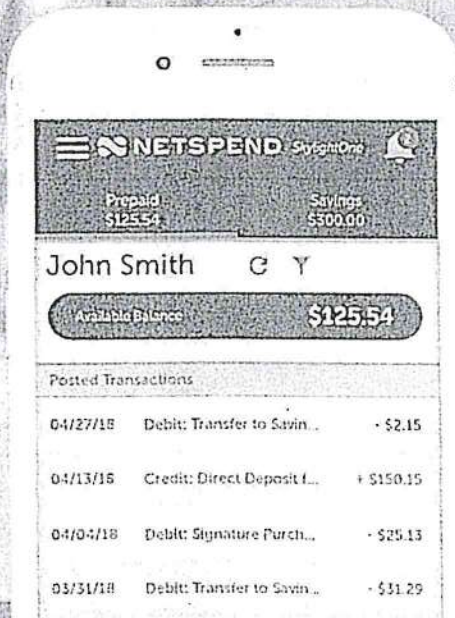 NETSPEND SkylightOne 2
Prepaid Savings
$125.54 $300.00
John Smith
Available Balance $125.54
Posted Transactions
04/27/18 Debit: Transfer to Savin... - $2.15
04/13/18 Credit: Direct Deposit f... + $150.15
04/04/18 Debit: Signature Purch... - $25.13
03/31/18 Debit: Transfer to Savin... - $31.29